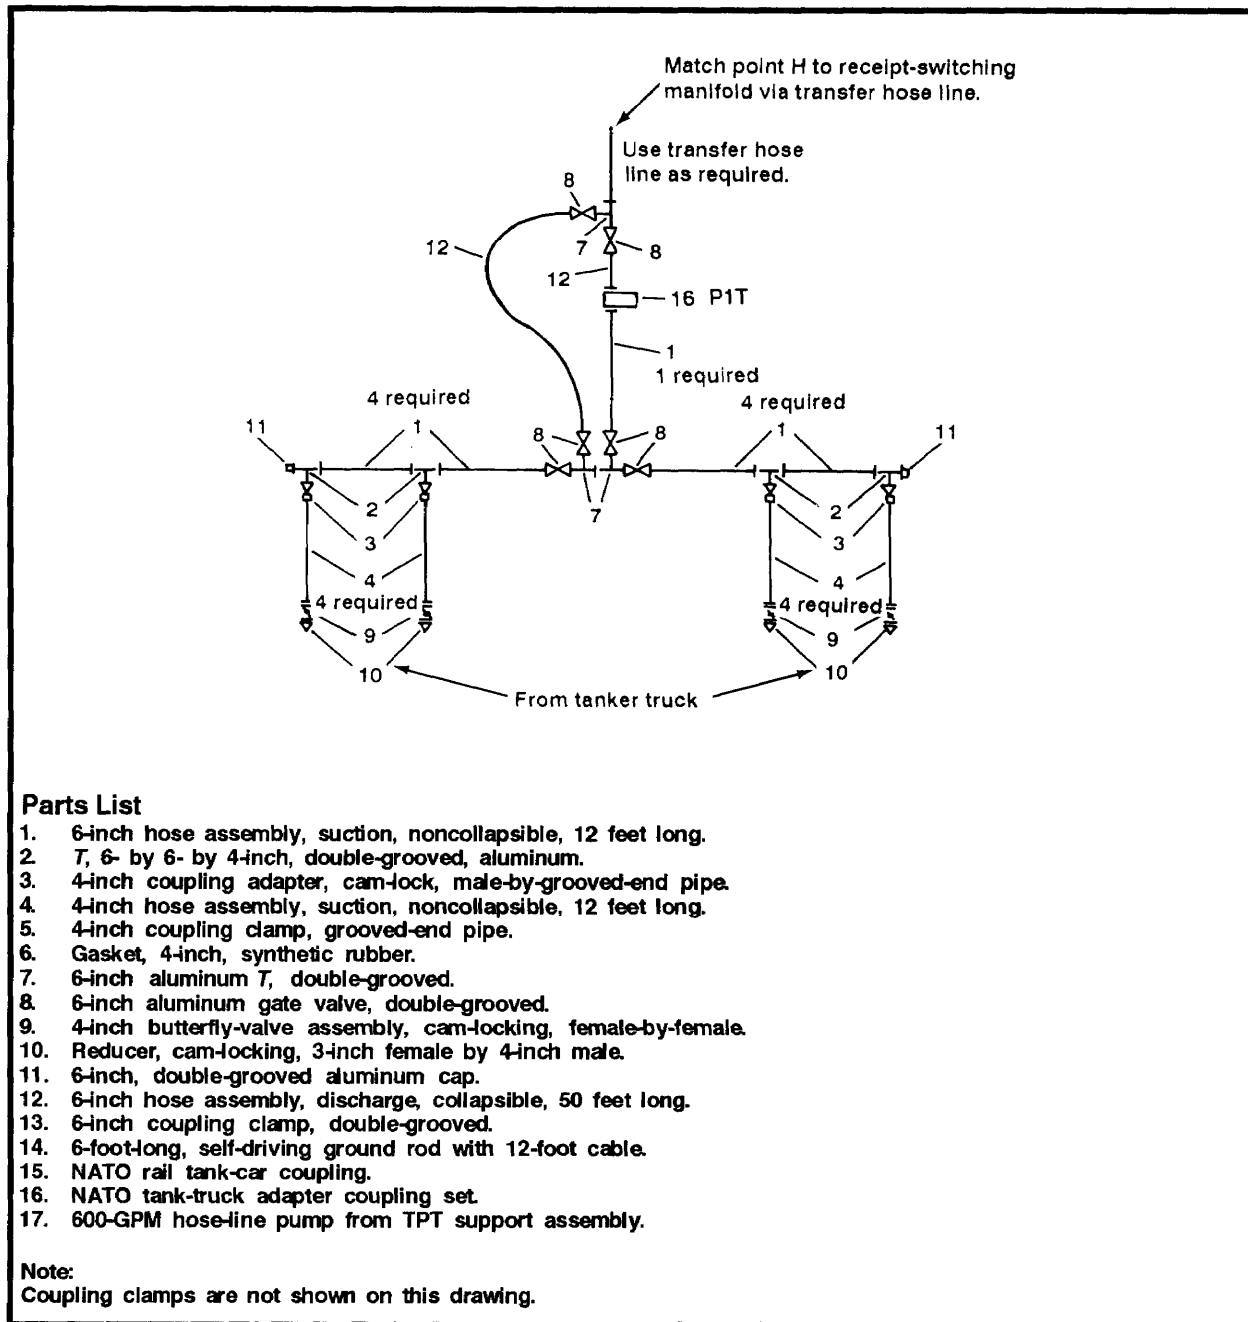 Match point H to receipt-switching
manifold via transfer hose line.
Use transfer hose
line as required.
8
7
8
12
12
16 P1T
1
1 required
4 required
4 required
11
1
8
8
1
11
2
7
2
3
3
4
4
4 required
4 required
9
9
10
10
From tanker truck
Parts List
1. 6-inch hose assembly, suction, noncollapsible, 12 feet long.
2. T, 6- by 6- by 4-inch, double-grooved, aluminum.
3. 4-inch coupling adapter, cam-lock, male-by-grooved-end pipe.
4. 4-inch hose assembly, suction, noncollapsible, 12 feet long.
5. 4-inch coupling clamp, grooved-end pipe.
6. Gasket, 4-inch, synthetic rubber.
7. 6-inch aluminum T, double-grooved.
8. 6-inch aluminum gate valve, double-grooved.
9. 4-inch butterfly-valve assembly, cam-locking, female-by-female.
10. Reducer, cam-locking, 3-inch female by 4-inch male.
11. 6-inch, double-grooved aluminum cap.
12. 6-inch hose assembly, discharge, collapsible, 50 feet long.
13. 6-inch coupling clamp, double-grooved.
14. 6-foot-long, self-driving ground rod with 12-foot cable.
15. NATO rail tank-car coupling.
16. NATO tank-truck adapter coupling set.
17. 600-GPM hose-line pump from TPT support assembly.
Note:
Coupling clamps are not shown on this drawing.